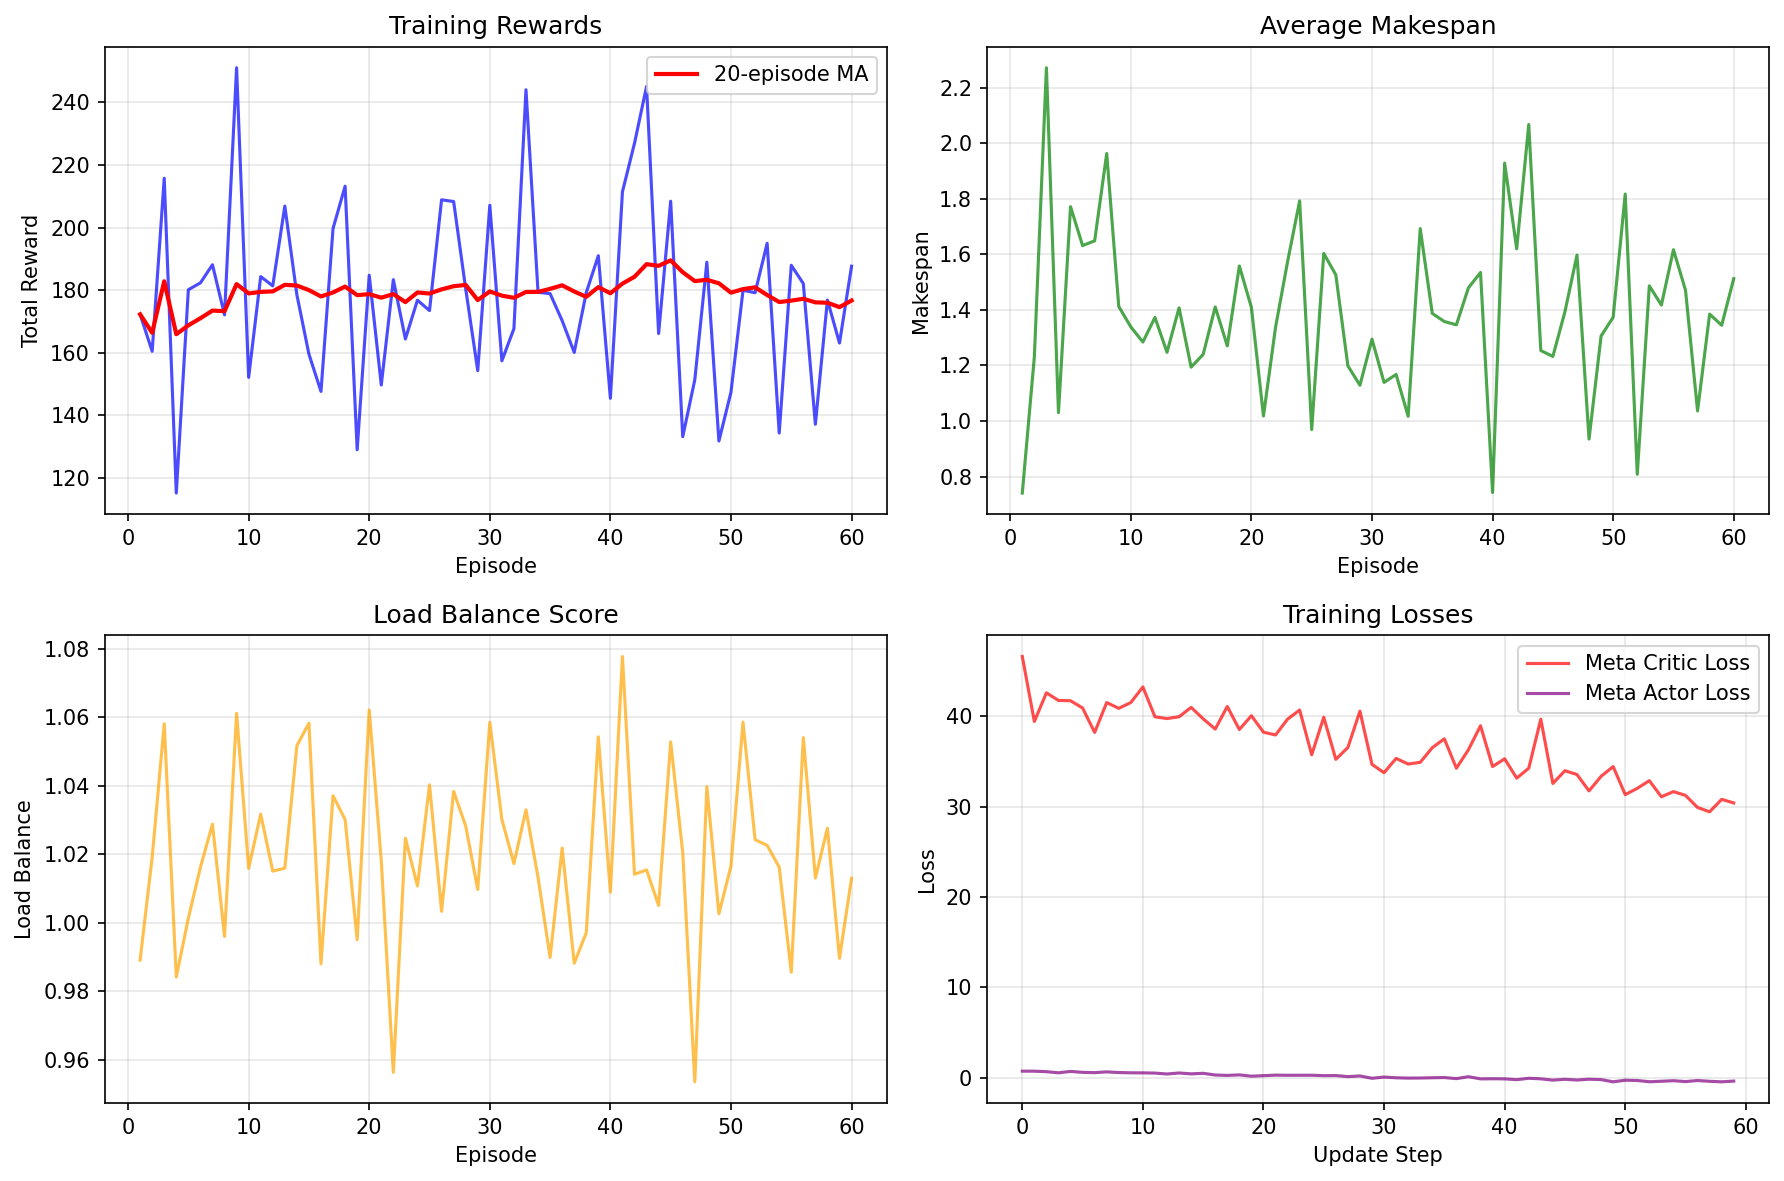 Training Rewards
20-episode MA
Total Reward
240
220
200
180
160
140
120
0 10 20 30 40 50 60
Episode
Average Makespan
Makespan
2.2
2.0
1.8
1.6
1.4
1.2
1.0
0.8
0 10 20 30 40 50 60
Episode
Load Balance Score
Load Balance
1.08
1.06
1.04
1.02
1.00
0.98
0.96
0 10 20 30 40 50 60
Episode
Training Losses
Meta Critic Loss
Meta Actor Loss
Loss
40
30
20
10
0
0 10 20 30 40 50 60
Update Step